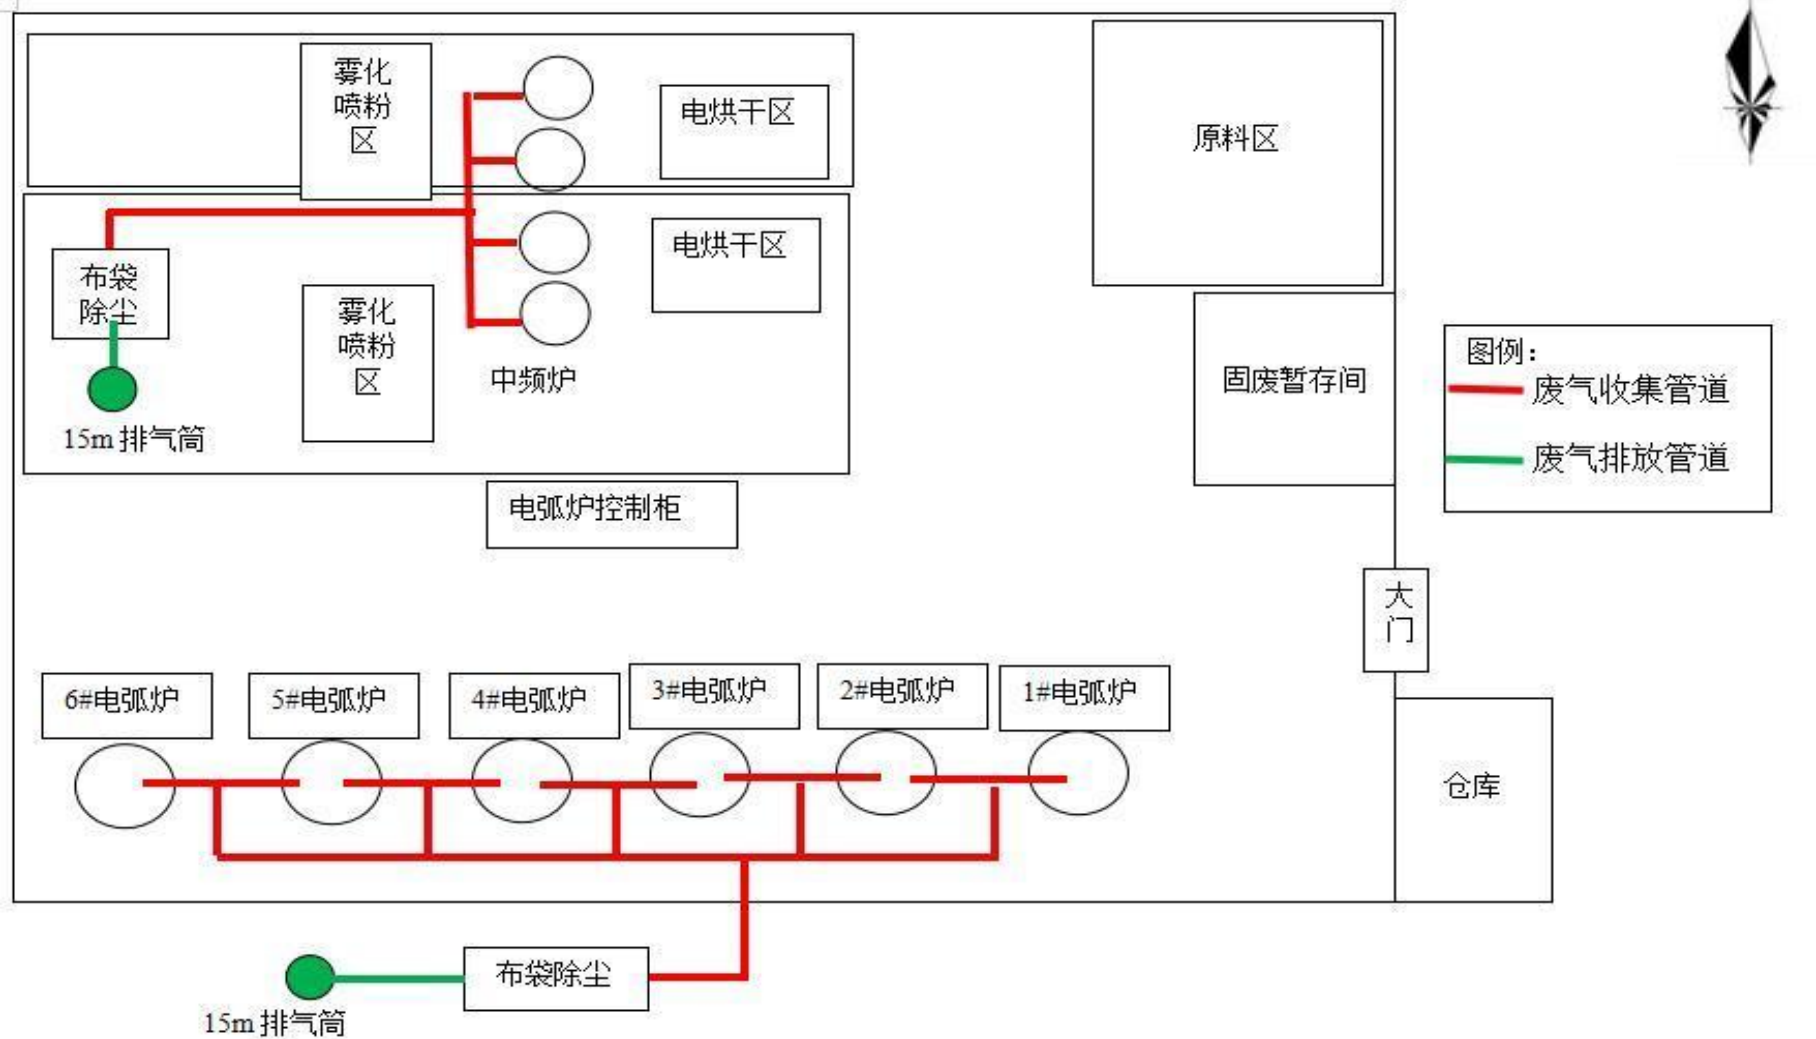 雾化
喷粉
区
电烘干区
原料区
布袋
除尘
15m 排气筒
雾化
喷粉
区
中频炉
电烘干区
固废暂存间
图例：
废气收集管道
废气排放管道
电弧炉控制柜
大
门
6#电弧炉
5#电弧炉
4#电弧炉
3#电弧炉
2#电弧炉
1#电弧炉
仓库
布袋除尘
15m 排气筒